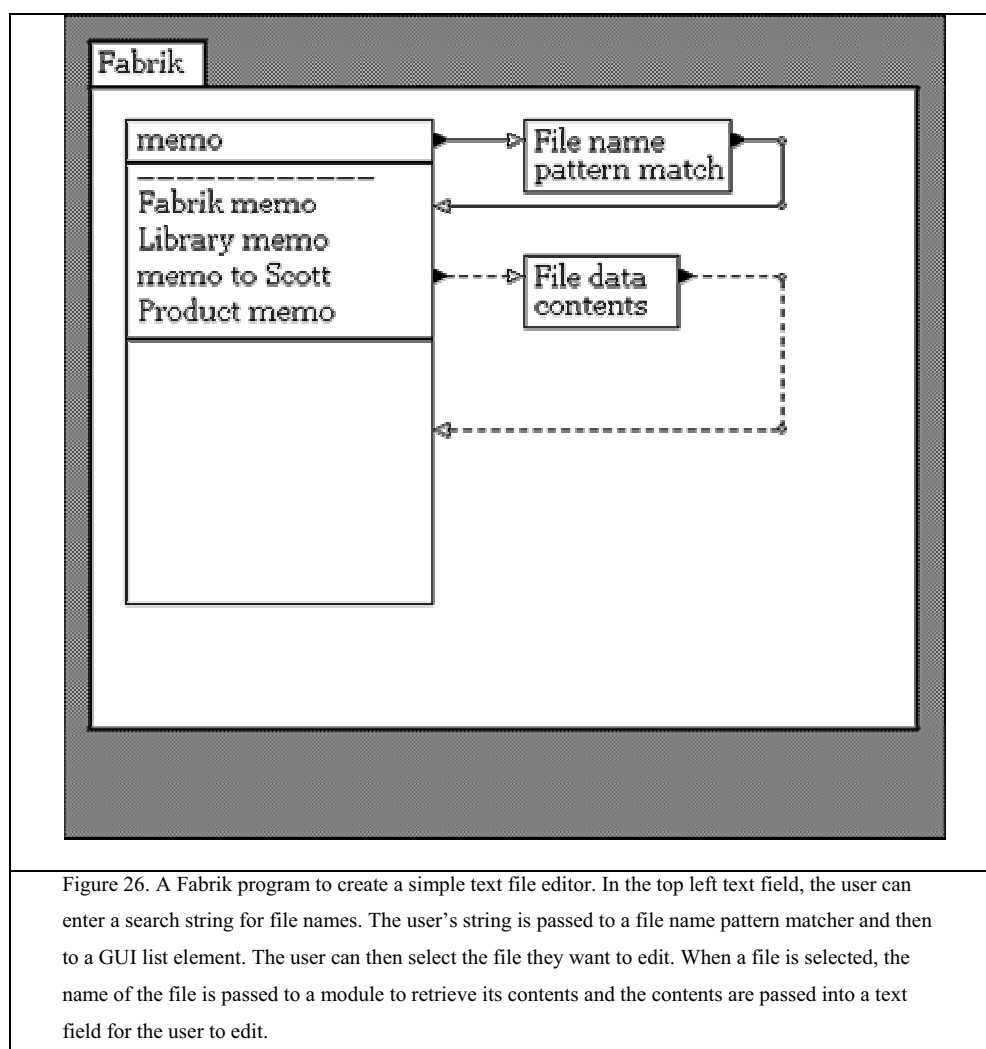 Fabrik
memo
File name
pattern match
Fabrik memo
Library memo
memo to Scott
Product memo
File data
contents
Figure 26. A Fabrik program to create a simple text file editor. In the top left text field, the user can
enter a search string for file names. The user's string is passed to a file name pattern matcher and then
to a GUI list element. The user can then select the file they want to edit. When a file is selected, the
name of the file is passed to a module to retrieve its contents and the contents are passed into a text
field for the user to edit.